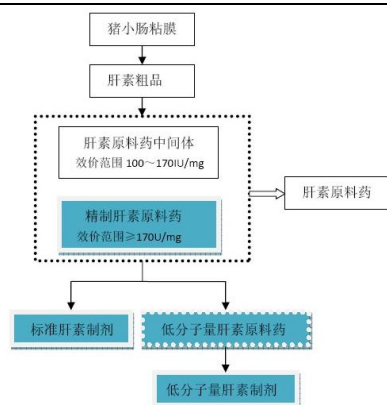 猪小肠粘膜
肝素粗品
肝素原料药中间体
效价范围 100～170IU/mg
精制肝素原料药
效价范围≥170U/mg
肝素原料药
标准肝素制剂
低分子量肝素原料药
低分子量肝素制剂